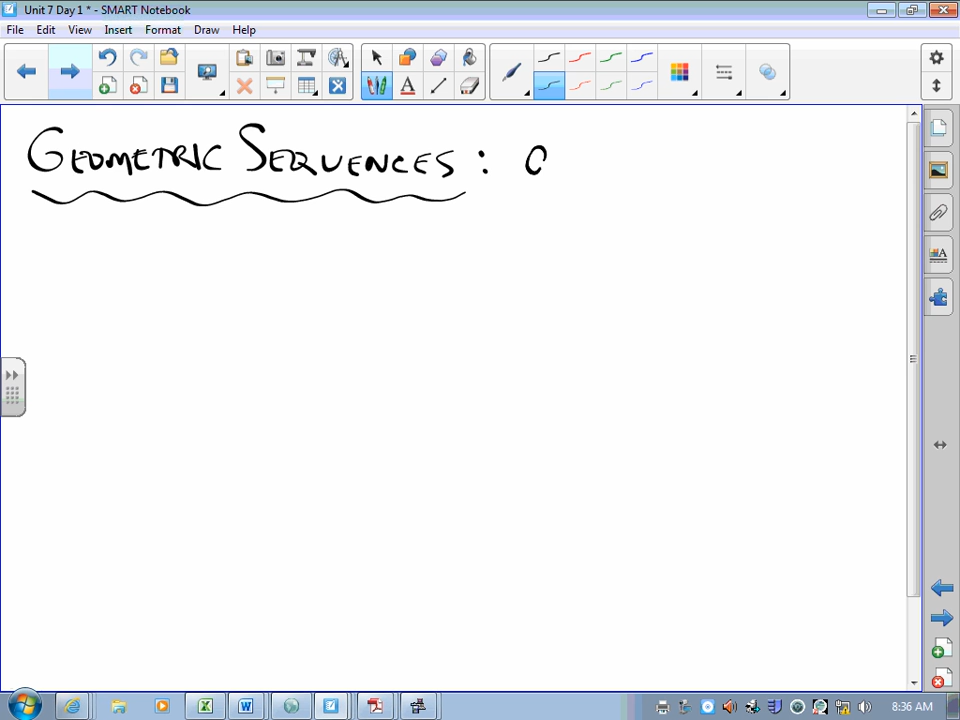 Unit 7 Day 1 * - SMART Notebook
File Edit View Insert Format Draw Help
GEOMETRIC SEQUENCES :
8:36 AM